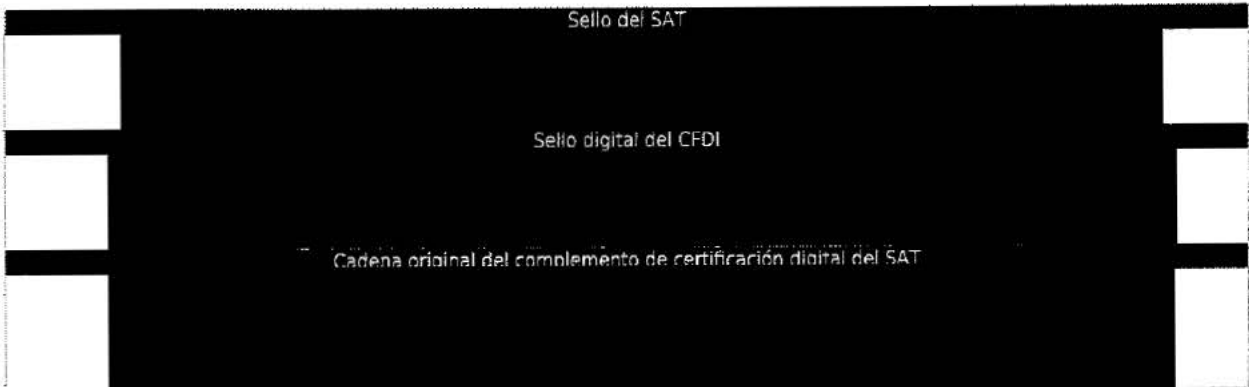 Sello del SAT
Sello digital del CFDI
Cadena original del complemento de certificación digital del SAT